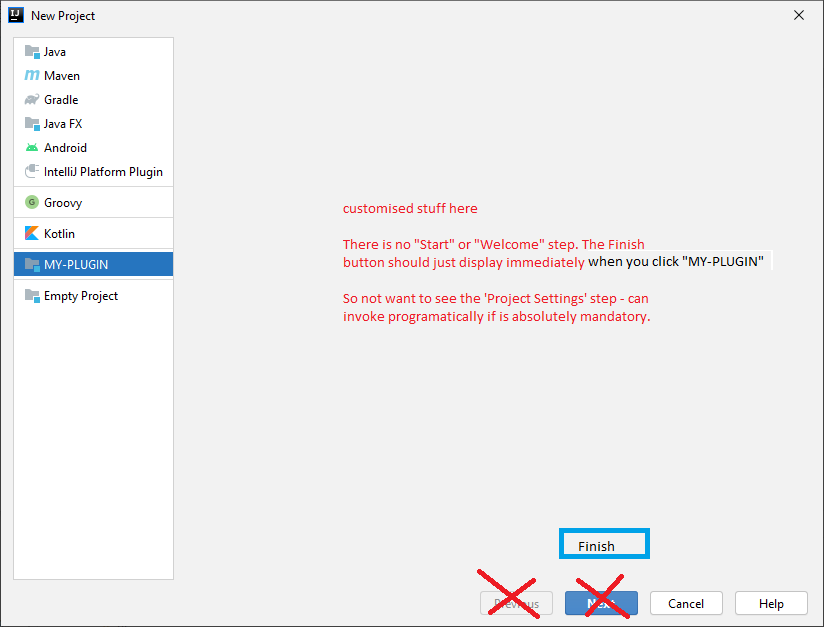 New Project
Java
Maven
Gradle
Java FX
Android
IntelliJ Platform Plugin
Groovy
Kotlin
MY-PLUGIN
Empty Project
customised stuff here
There is no "Start" or "Welcome" step. The Finish
button should just display immediately when you click "MY-PLUGIN"
So not want to see the 'Project Settings' step - can
invoke programatically if is absolutely mandatory.
Finish
Previous
Next
Cancel
Help